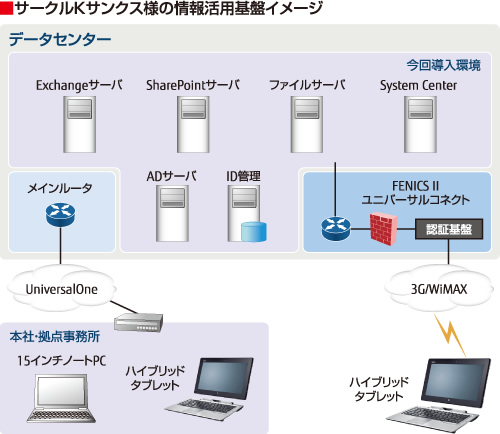 ■サークルKサンクス様の情報活用基盤イメージ
データセンター
今回導入環境
Exchangeサーバ
SharePointサーバ
ファイルサーバ
System Center
ADサーバ
ID管理
メインルータ
FENICS II
ユニバーサルコネクト
認証基盤
UniversalOne
3G/WiMAX
本社・拠点事務所
15インチノートPC
ハイブリッド
タブレット
ハイブリッド
タブレット